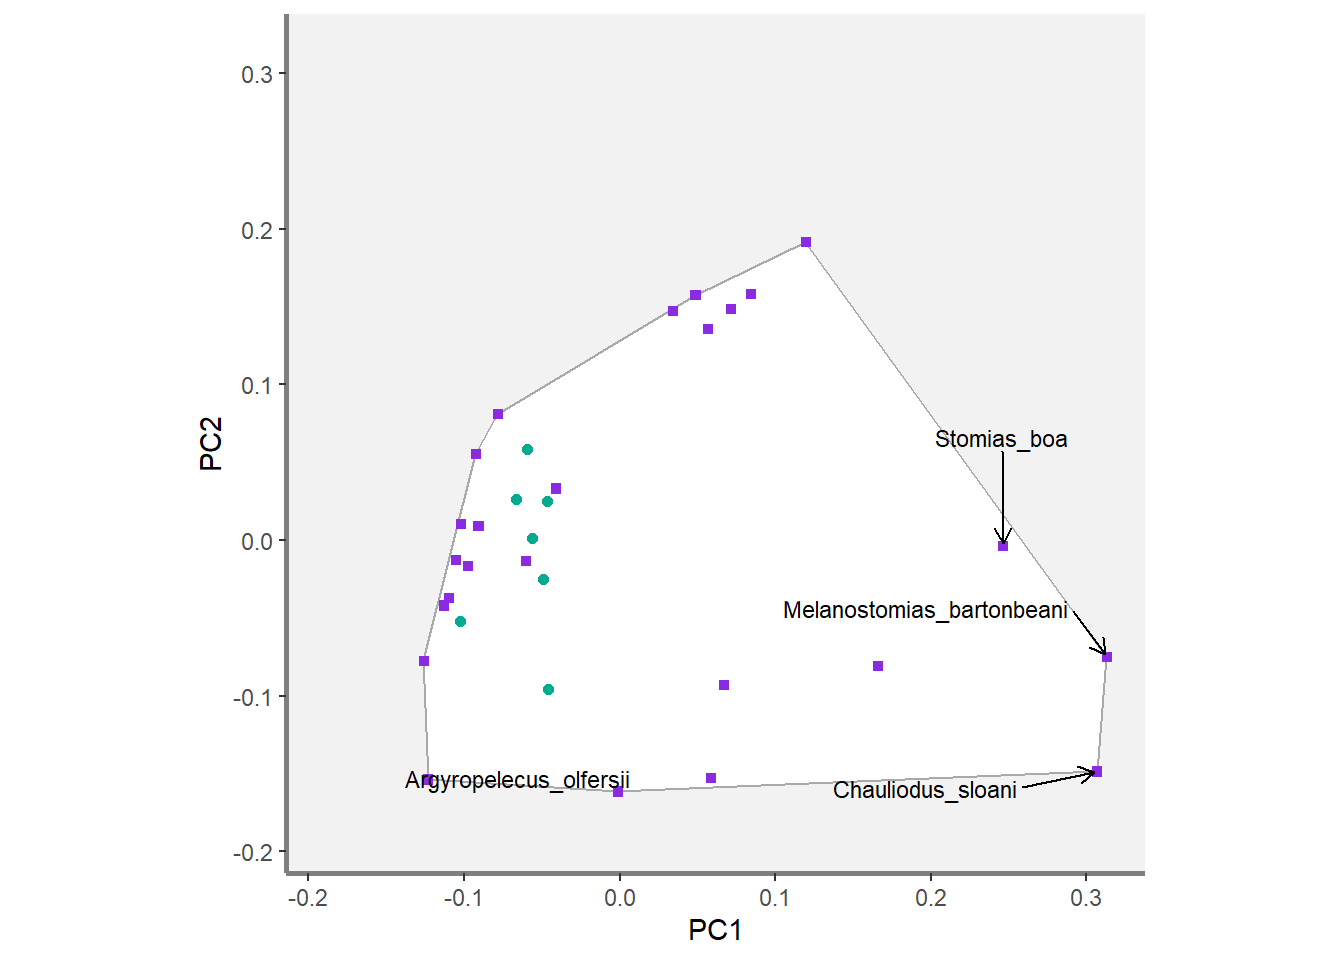 0.3
0.2
0.1
0.0
-0.1
-0.2
PC2
Stomias_boa
Melanostomias_bartonbeani
Argyropelecus_olfersii
Chauliodus_sloani
-0.2 -0.1 0.0 0.1 0.2 0.3
PC1